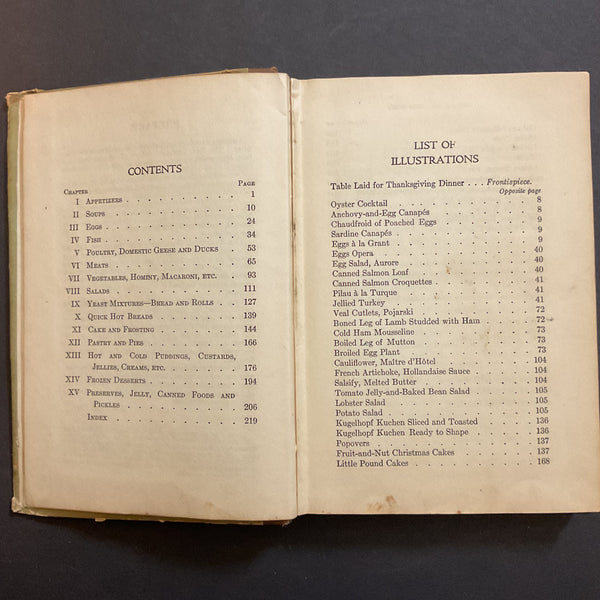 CONTENTS
CHAPTER PAGE
I APPETIZERS . . . . . . . . . 1
II SOUPS . . . . . . . . . . 10
III EGGS . . . . . . . . . . 24
IV FISH . . . . . . . . . . 34
V POULTRY, DOMESTIC GEESE AND DUCKS . . 53
VI MEATS . . . . . . . . . . 65
VII VEGETABLES, HOMINY, MACARONI, ETC. . . . 93
VIII SALADS . . . . . . . . . . 111
IX YEAST MIXTURES—BREAD AND ROLLS . . . 127
X QUICK HOT BREADS . . . . . . . 139
XI CAKE AND FROSTING . . . . . . . 144
XII PASTRY AND PIES . . . . . . . 166
XIII HOT AND COLD PUDDINGS, CUSTARDS,
JELLIES, CREAMS, ETC. . . . . . . 176
XIV FROZEN DESSERTS . . . . . . . 194
XV PRESERVES, JELLY, CANNED FOODS AND
PICKLES . . . . . . . . . 206
INDEX . . . . . . . . . . 219
LIST OF
ILLUSTRATIONS
Table Laid for Thanksgiving Dinner . . . Frontispiece.
Opposite page
Oyster Cocktail . . . . . . . . . 8
Anchovy-and-Egg Canapés . . . . . . . 8
Chaudfroid of Poached Eggs . . . . . . 9
Sardine Canapés . . . . . . . . . 9
Eggs à la Grant . . . . . . . . . 9
Eggs Opera . . . . . . . . . . 40
Egg Salad, Aurore . . . . . . . . 40
Canned Salmon Loaf . . . . . . . . 40
Canned Salmon Croquettes . . . . . . . 41
Pilau à la Turque . . . . . . . . 41
Jellied Turkey . . . . . . . . . 41
Veal Cutlets, Pojarski . . . . . . . 72
Boned Leg of Lamb Studded with Ham . . . . 72
Cold Ham Mousseline . . . . . . . . 73
Boiled Leg of Mutton . . . . . . . . 73
Broiled Egg Plant . . . . . . . . 73
Cauliflower, Maître d'Hôtel . . . . . . 104
French Artichoke, Hollandaise Sauce . . . . 104
Salsify, Melted Butter . . . . . . . 104
Tomato Jelly-and-Baked Bean Salad . . . . . 105
Lobster Salad . . . . . . . . . 105
Potato Salad . . . . . . . . . 105
Kugelhopf Kuchen Sliced and Toasted . . . . 136
Kugelhopf Kuchen Ready to Shape . . . . . 136
Popovers . . . . . . . . . . 137
Fruit-and-Nut Christmas Cakes . . . . . . 137
Little Pound Cakes . . . . . . . . 168